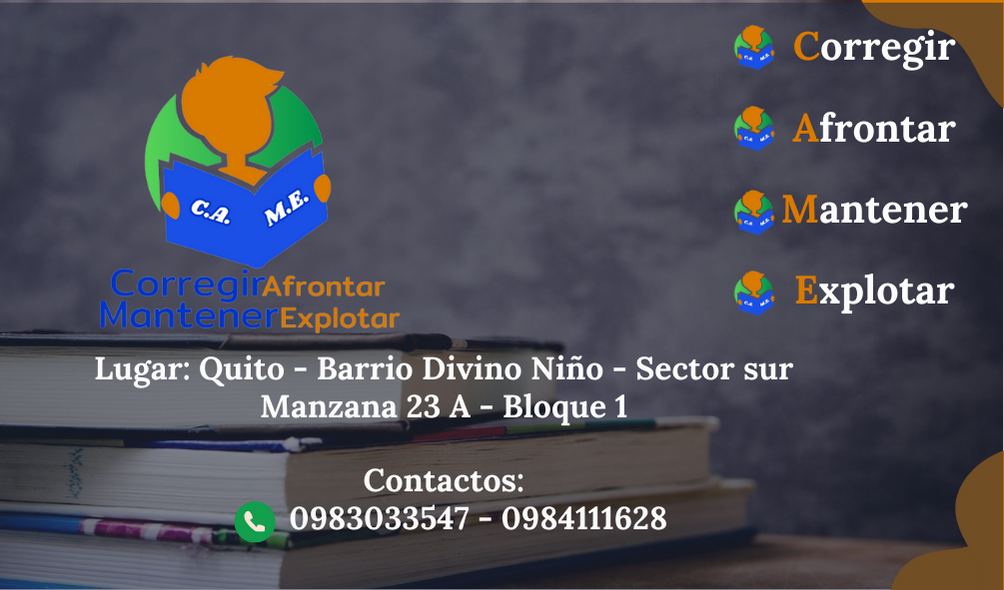 C.A. M.E.
Corregir Afrontar
Mantener Explotar
Corregir
Afrontar
Mantener
Explotar
Lugar: Quito - Barrio Divino Niño - Sector sur
Manzana 23 A - Bloque 1
Contactos:
0983033547 - 0984111628